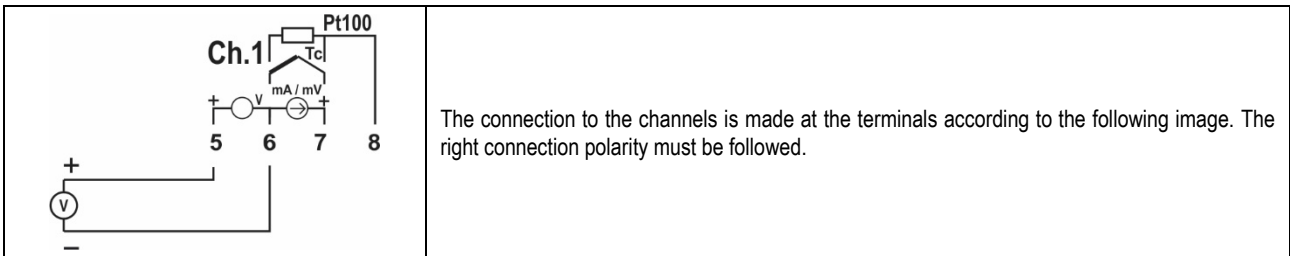 Pt100
Ch.1
Tc
mA / mV
+ V +
5 6 7 8
+
V
–
The connection to the channels is made at the terminals according to the following image. The
right connection polarity must be followed.